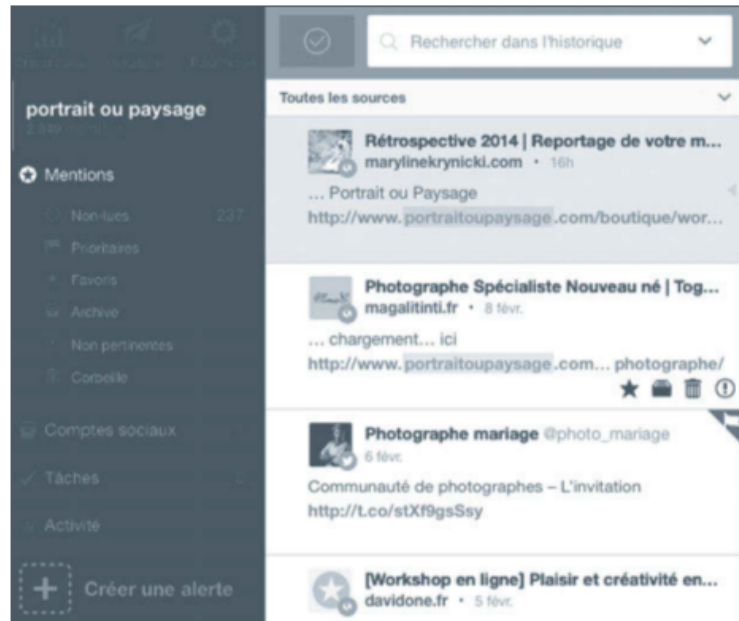 Rechercher dans l'historique
portrait ou paysage
Mentions
Non-lues 237
Prioritaires
Favoris
Archive
Non pertinentes
Corbeille
Comptes sociaux
Tâches
Activité
Créer une alerte
Toutes les sources
Rétrospective 2014 | Reportage de votre m...
marylinekrynicki.com • 16h
... Portrait ou Paysage
http://www.portraitoupaysage.com/boutique/wor...
Photographe Spécialiste Nouveau né | Tog...
magalitinti.fr • 8 févr.
... chargement... ici
http://www.portraitoupaysage.com... photographe/
Photographe mariage @photo_mariage
6 févr.
Communauté de photographes – L'invitation
http://t.co/stXf9gsSsy
[Workshop en ligne] Plaisir et créativité en...
davidone.fr • 5 févr.